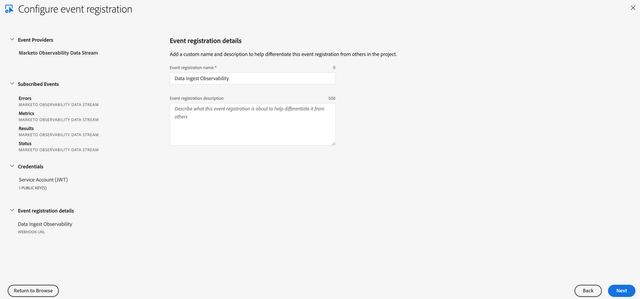 Configure event registration
Event Providers
Marketo Observability Data Stream
Subscribed Events
Errors
MARKETO OBSERVABILITY DATA STREAM
Metrics
MARKETO OBSERVABILITY DATA STREAM
Results
MARKETO OBSERVABILITY DATA STREAM
Status
MARKETO OBSERVABILITY DATA STREAM
Credentials
Service Account (JWT)
1 PUBLIC KEY(S)
Event registration details
Data Ingest Observability
WEBHOOK URL
Event registration details
Add a custom name and description to help differentiate this event registration from others in the project.
Event registration name *
Data Ingest Observability
Event registration description 500
Describe what this event registration is about to help differentiate it from
others
Return to Browse
Back Next